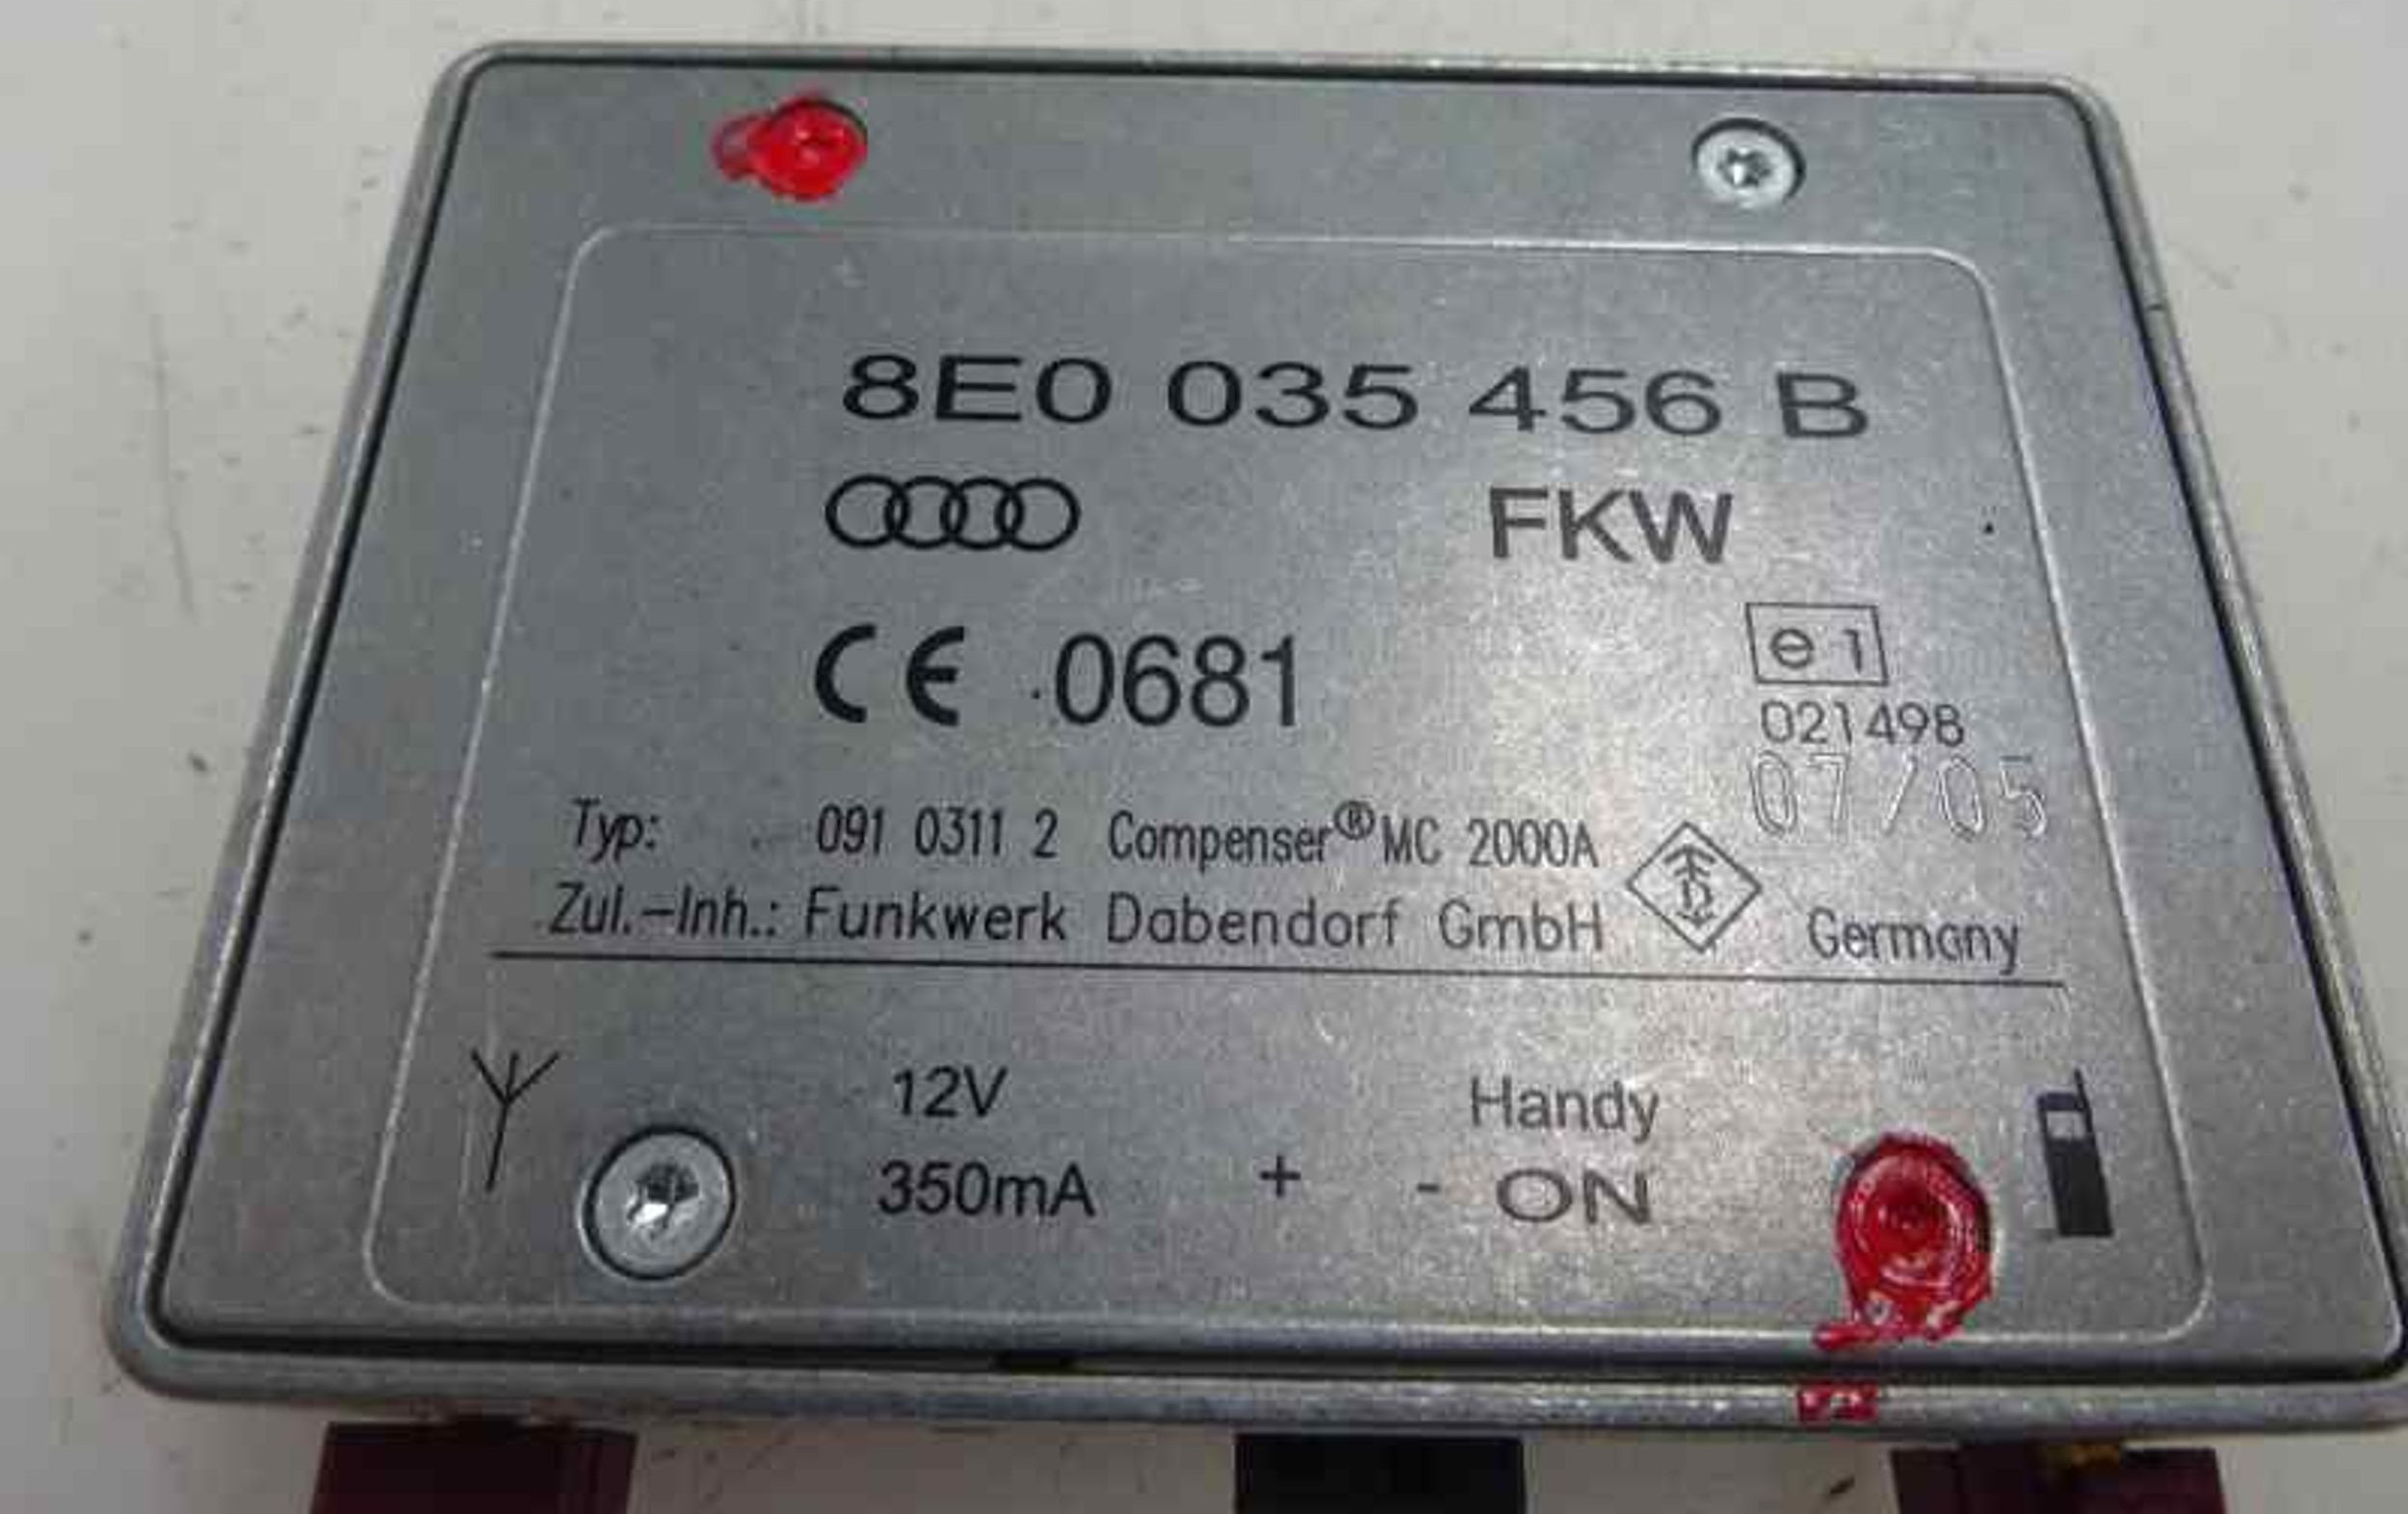 8E0 035 456 B
FKW
CE 0681
e1
021498
07/05
Typ: 091 0311 2 Compenser® MC 2000A
Zul.-Inh.: Funkwerk Dabendorf GmbH Germany
12V Handy
350mA + - ON